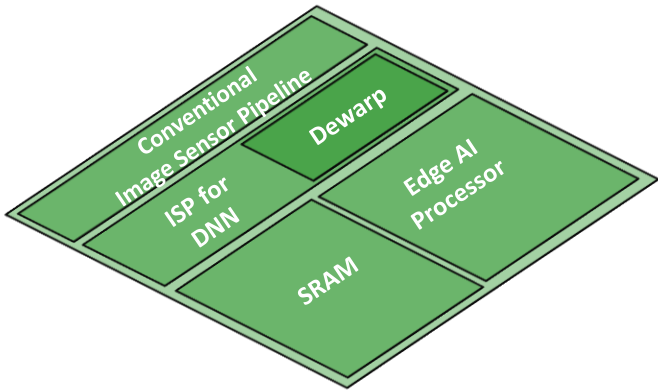 Conventional
Image Sensor Pipeline
Dewarp
ISP for
DNN
Edge AI
Processor
SRAM